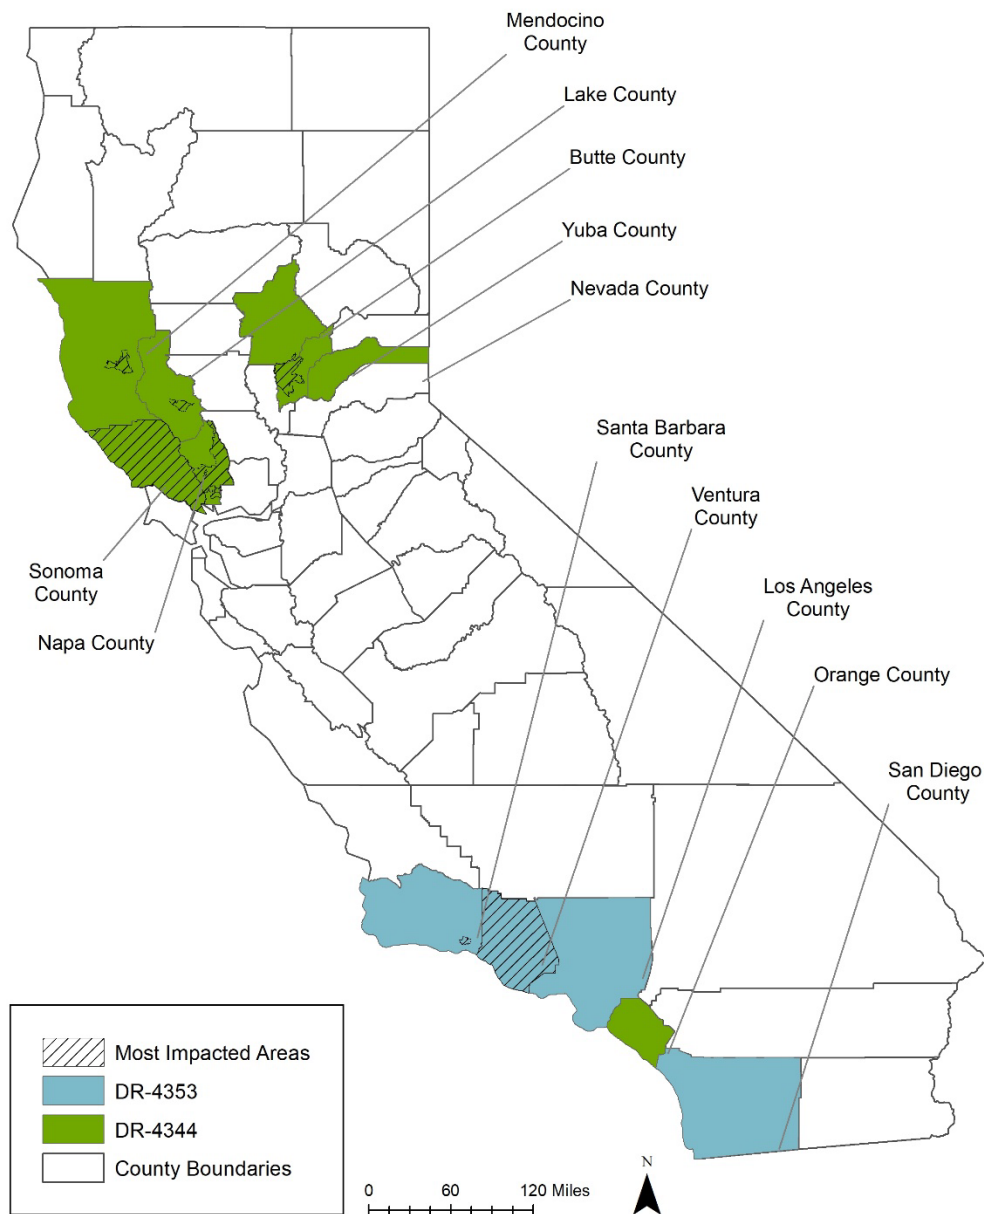 Mendocino
County
Lake County
Butte County
Yuba County
Nevada County
Santa Barbara
County
Ventura
County
Sonoma
County
Los Angeles
County
Napa County
Orange County
San Diego
County
Most Impacted Areas
DR-4353
DR-4344
County Boundaries
N
0 60 120 Miles